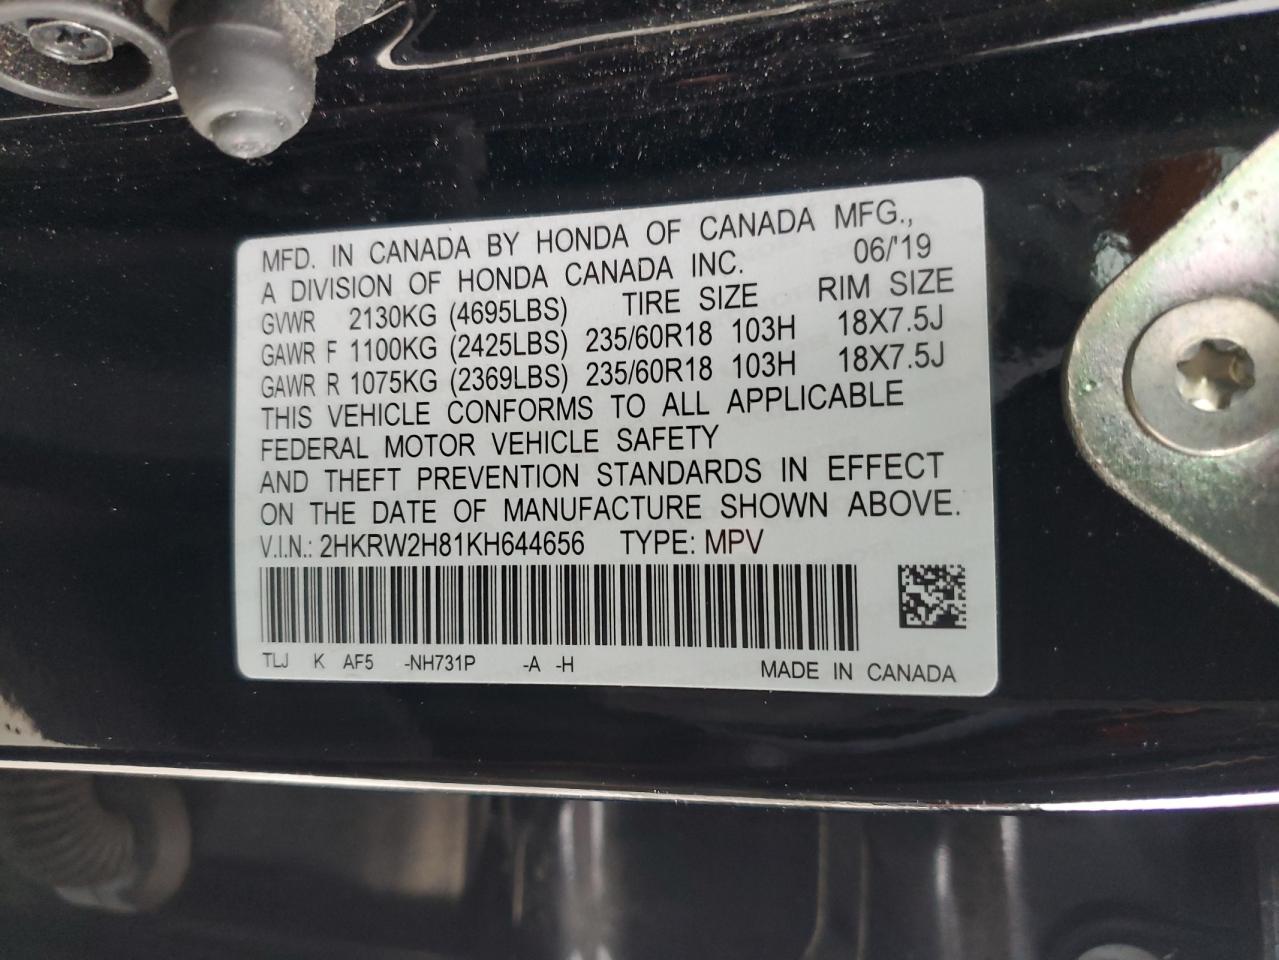 MFD. IN CANADA BY HONDA OF CANADA MFG.,
A DIVISION OF HONDA CANADA INC. 06/'19
GVWR 2130KG (4695LBS) TIRE SIZE RIM SIZE
GAWR F 1100KG (2425LBS) 235/60R18 103H 18X7.5J
GAWR R 1075KG (2369LBS) 235/60R18 103H 18X7.5J
THIS VEHICLE CONFORMS TO ALL APPLICABLE
FEDERAL MOTOR VEHICLE SAFETY
AND THEFT PREVENTION STANDARDS IN EFFECT
ON THE DATE OF MANUFACTURE SHOWN ABOVE.
V.I.N.: 2HKRW2H81KH644656 TYPE: MPV
TLJ K AF5 -NH731P -A -H MADE IN CANADA